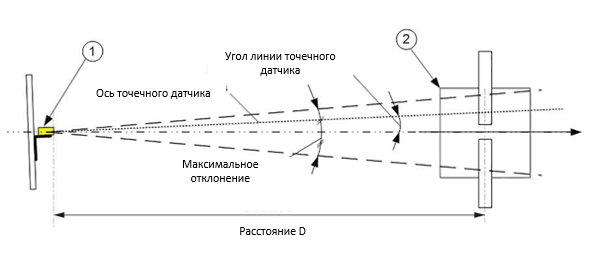 1
2
Угол линии точечного
датчика
Ось точечного датчика
Максимальное
отклонение
Расстояние D